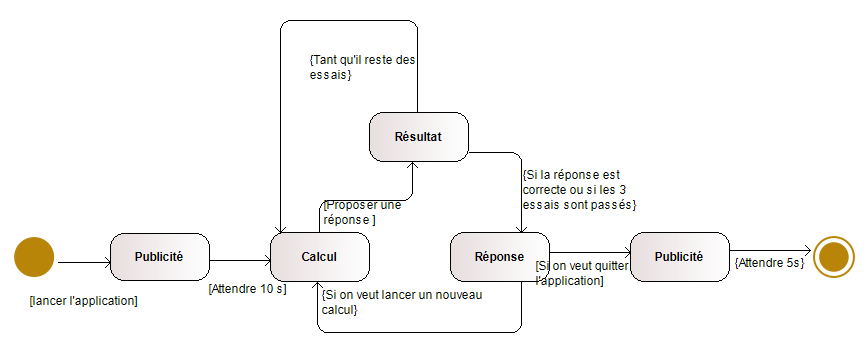 {Tant qu'il reste des
essais}
Résultat
{Si la réponse est
correcte ou si les 3
essais sont passés}
[Proposer une
réponse ]
Publicité
Calcul
Réponse
Publicité
[lancer l'application]
[Attendre 10 s]
{Si on veut lancer un nouveau
calcul}
[Si on veut quitter
l'application]
{Attendre 5s}